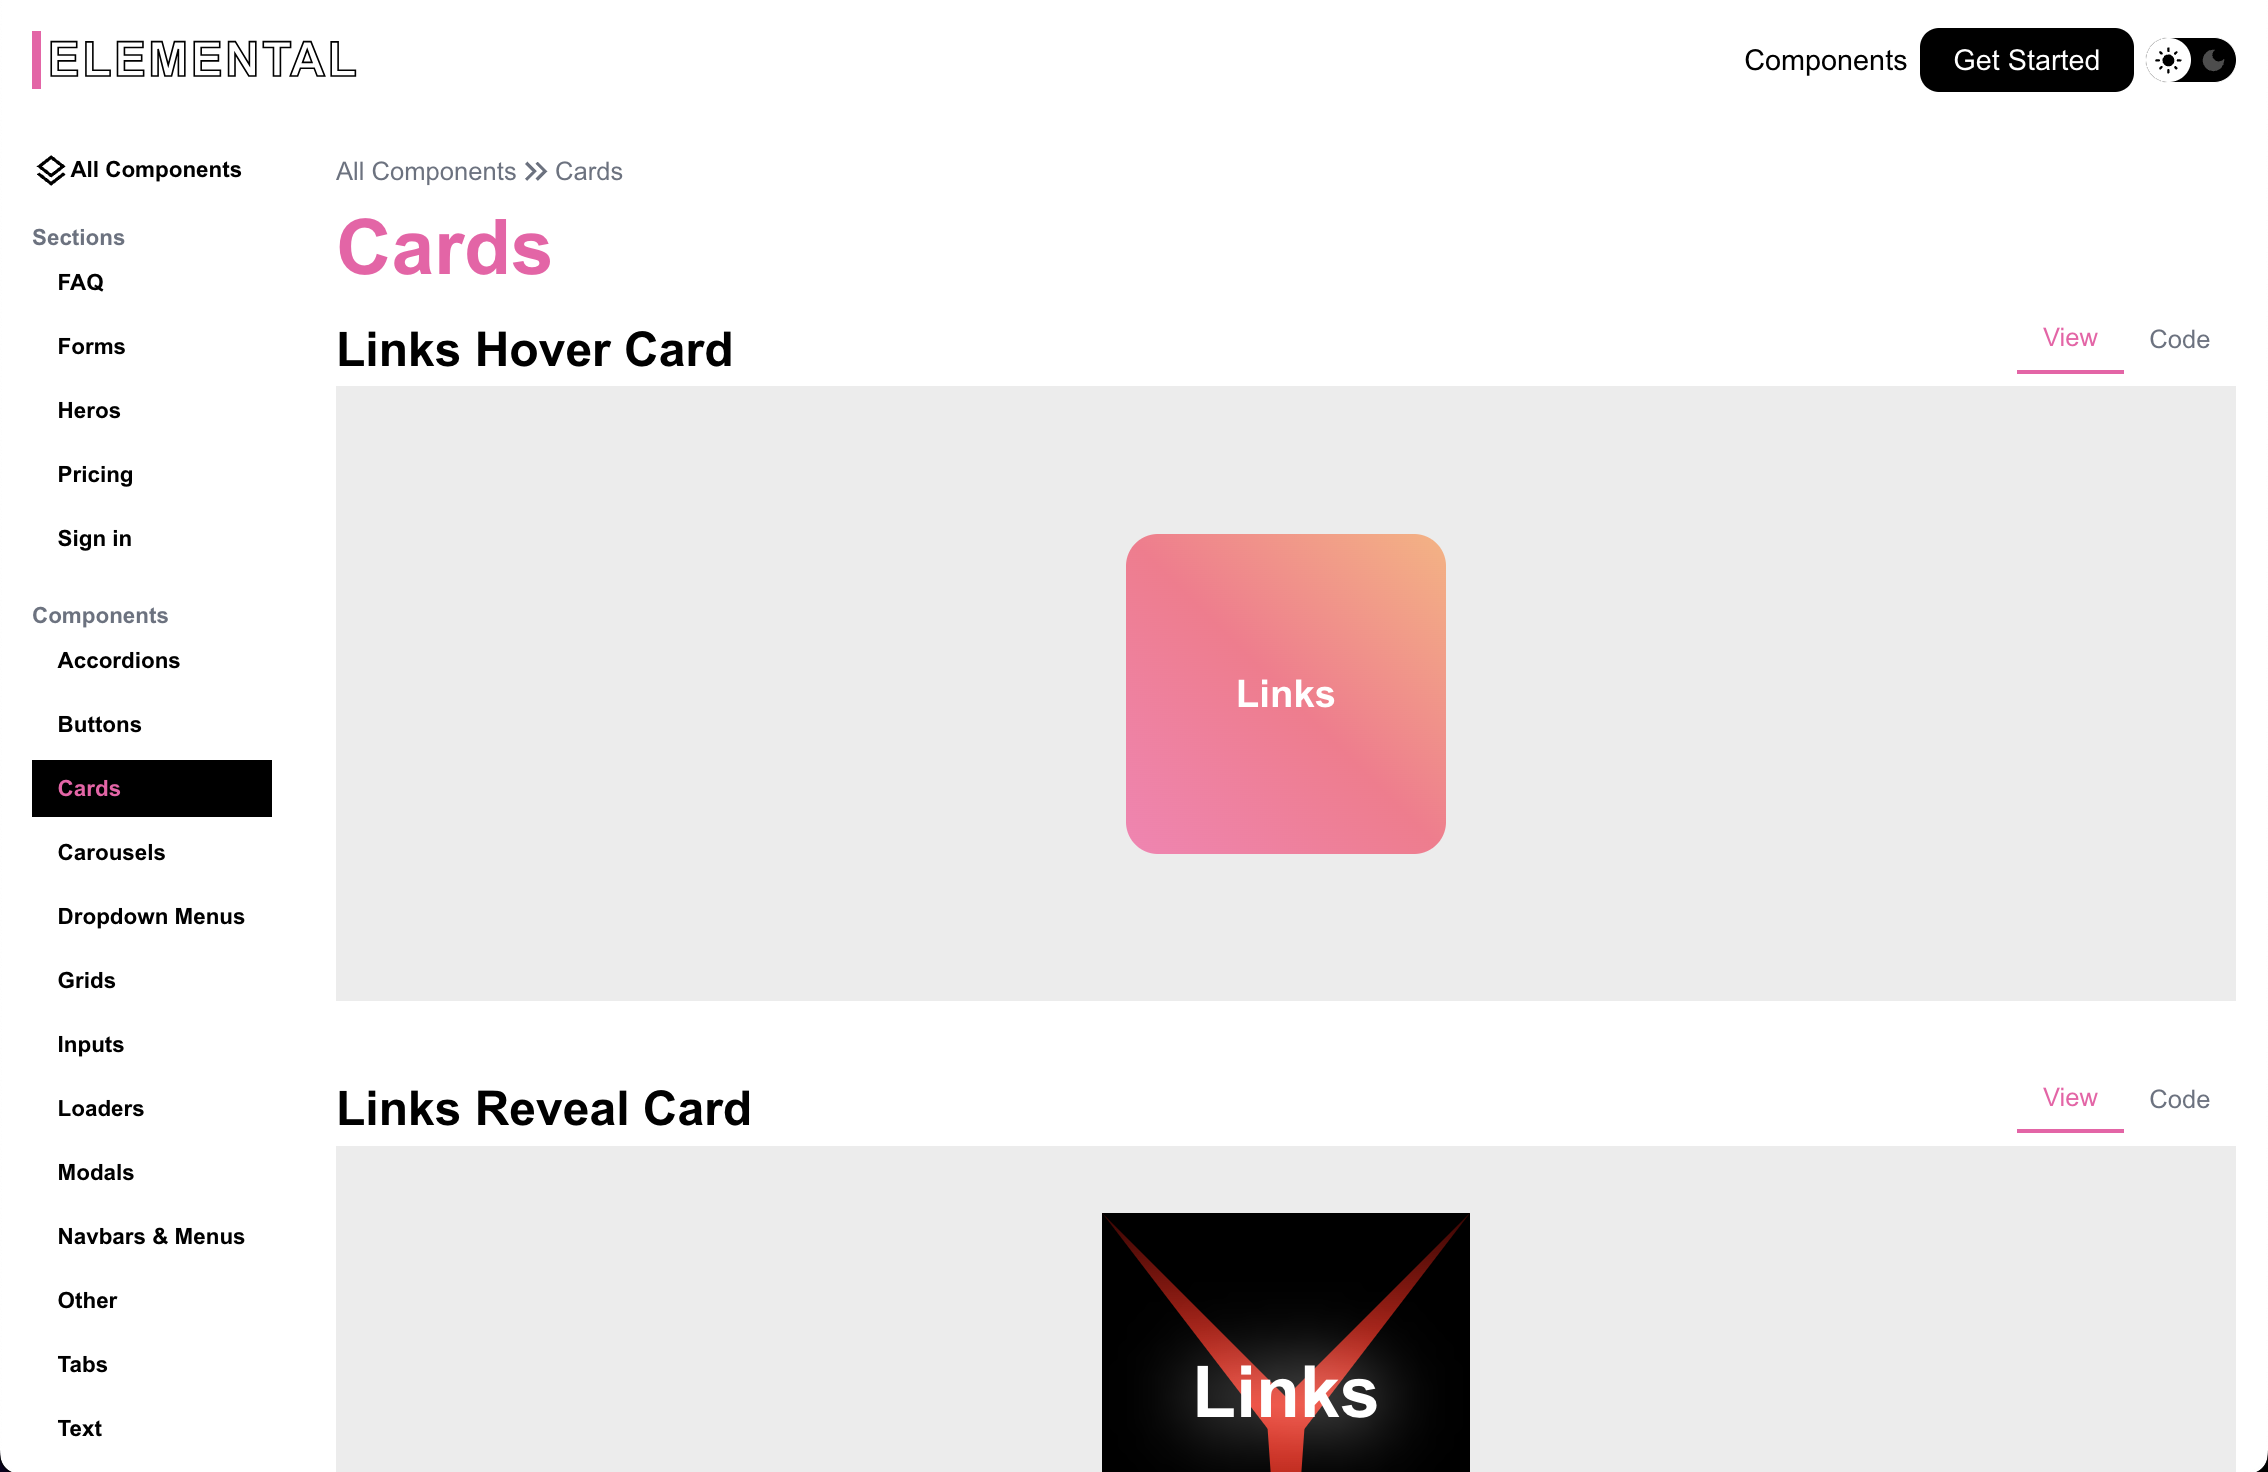 ELEMENTAL
Components
Get Started
All Components
Sections
FAQ
Forms
Heros
Pricing
Sign in
Components
Accordions
Buttons
Cards
Carousels
Dropdown Menus
Grids
Inputs
Loaders
Modals
Navbars & Menus
Other
Tabs
Text
All Components Cards
Cards
Links Hover Card
View Code
Links
Links Reveal Card
View Code
Links